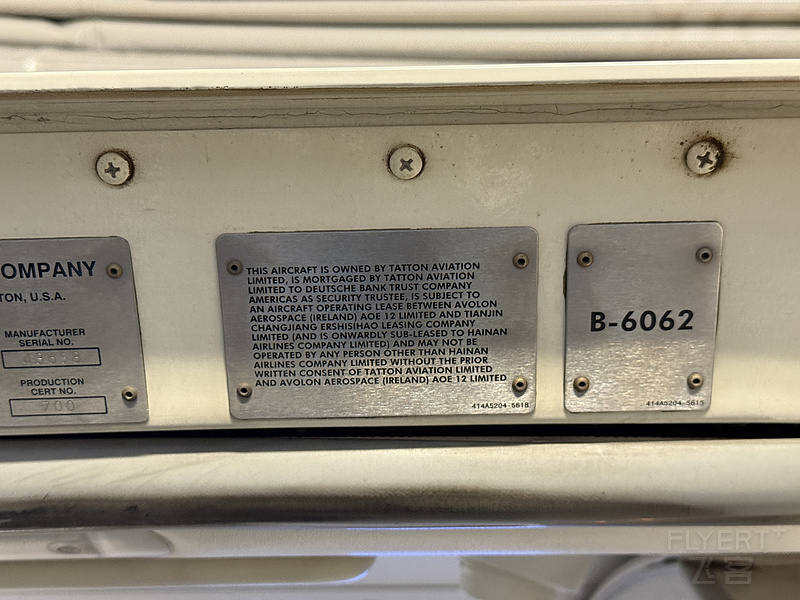 COMPANY
TON, U.S.A.
MANUFACTURER
SERIAL NO.
PRODUCTION
CERT NO.
700
THIS AIRCRAFT IS OWNED BY TATTON AVIATION
LIMITED, IS MORTGAGED BY TATTON AVIATION
LIMITED TO DEUTSCHE BANK TRUST COMPANY
AMERICAS AS SECURITY TRUSTEE, IS SUBJECT TO
AN AIRCRAFT OPERATING LEASE BETWEEN AVOLON
AEROSPACE (IRELAND) AOE 12 LIMITED AND TIANJIN
CHANGJIANG ERSHISIHAO LEASING COMPANY
LIMITED (AND IS ONWARDLY SUB-LEASED TO HAINAN
AIRLINES COMPANY LIMITED) AND MAY NOT BE
OPERATED BY ANY PERSON OTHER THAN HAINAN
AIRLINES COMPANY LIMITED WITHOUT THE PRIOR
WRITTEN CONSENT OF TATTON AVIATION LIMITED
AND AVOLON AEROSPACE (IRELAND) AOE 12 LIMITED
414A5204-5618
B-6062
414A5204-5615
FLYERT+
飞客